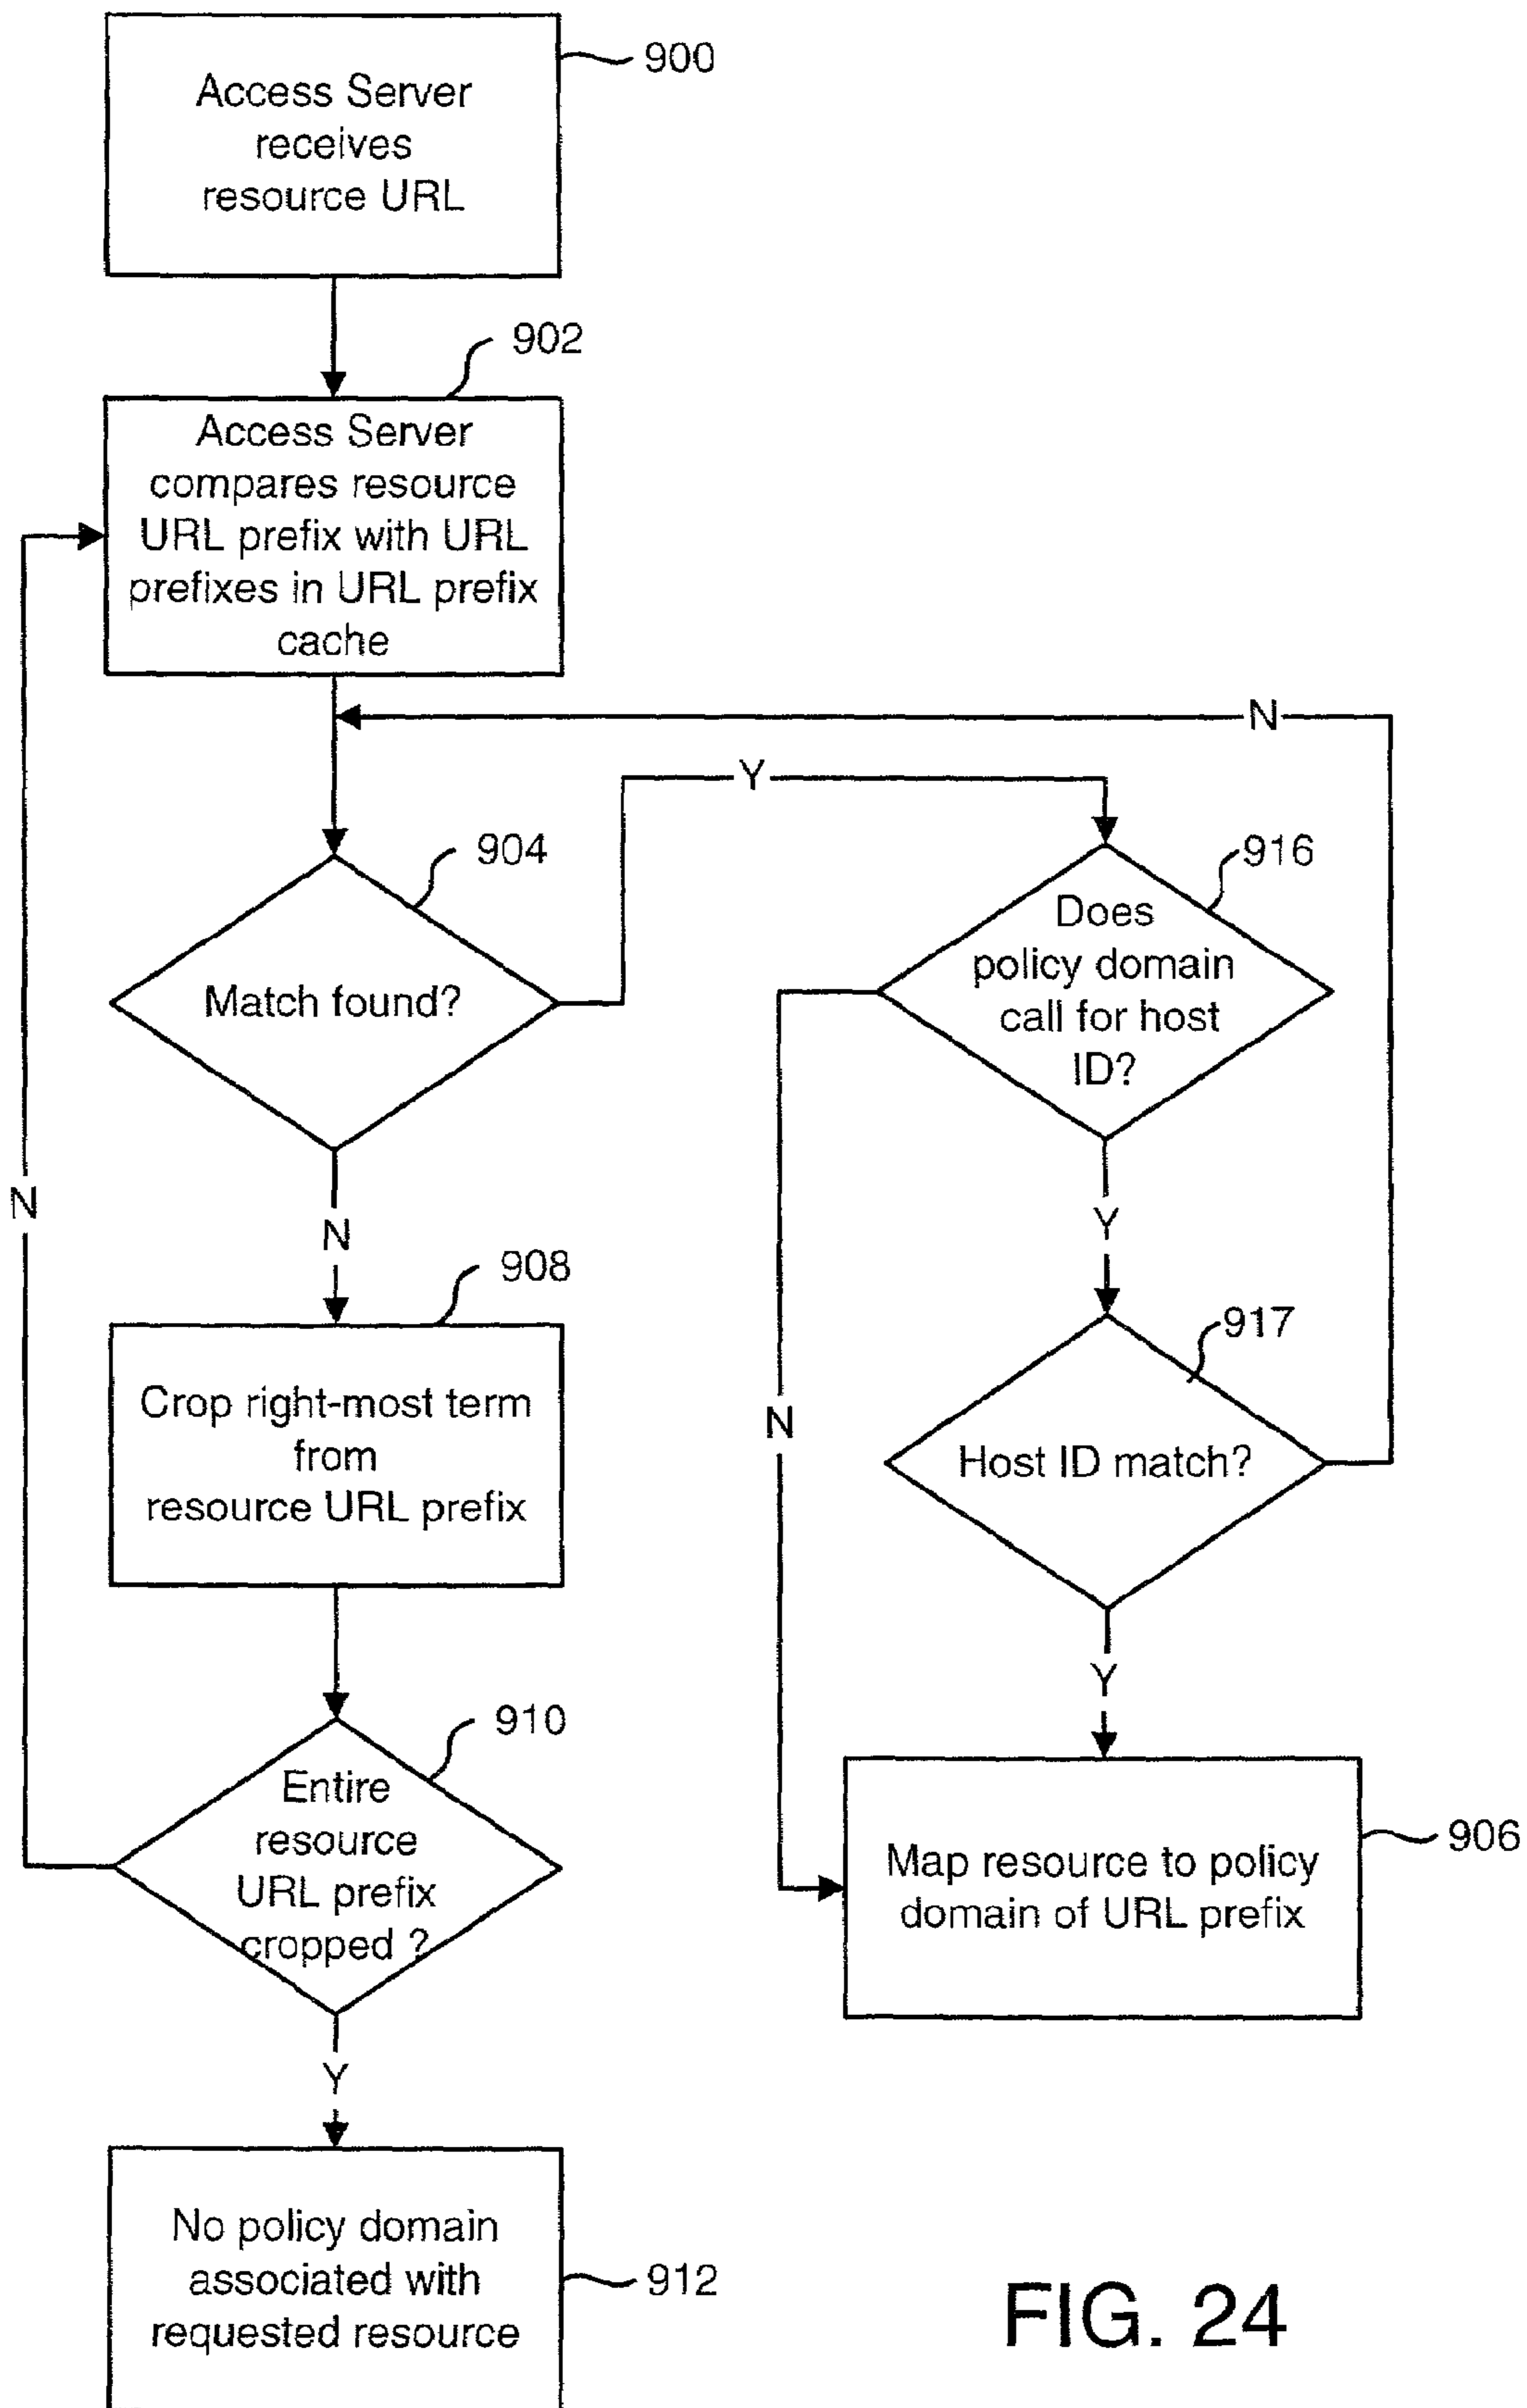 Access Server
receives
resource URL
900
902
Access Server
compares resource
URL prefix with URL
prefixes in URL prefix
cache
N
Y
904
Match found?
916
Does
policy domain
call for host
ID?
N
N
Y
908
Crop right-most term
from
resource URL prefix
917
Host ID match?
N
910
Entire
resource
URL prefix
cropped ?
Y
906
Map resource to policy
domain of URL prefix
Y
No policy domain
associated with
requested resource
912
FIG. 24